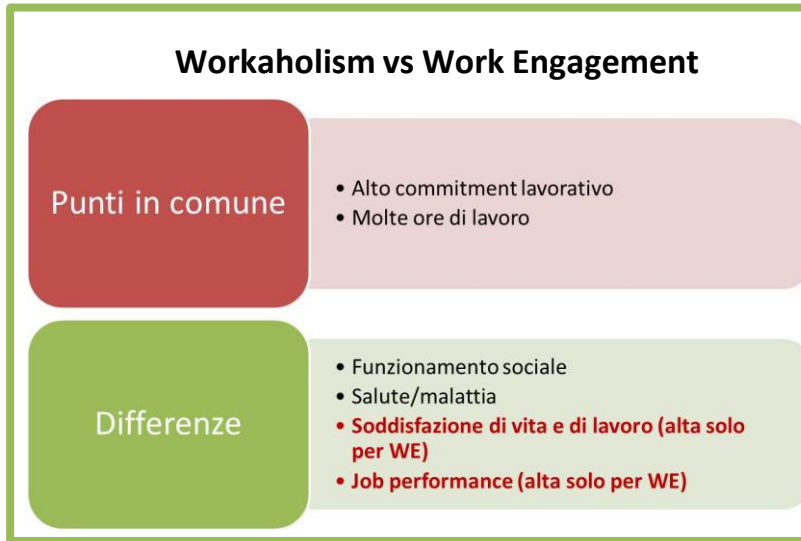 Workaholism vs Work Engagement
Punti in comune
• Alto commitment lavorativo
• Molte ore di lavoro
Differenze
• Funzionamento sociale
• Salute/malattia
• Soddisfazione di vita e di lavoro (alta solo
per WE)
• Job performance (alta solo per WE)